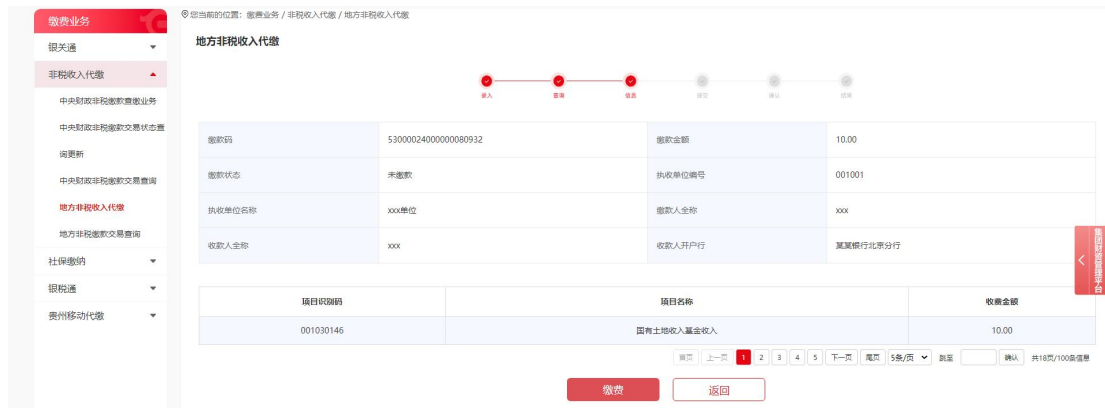 缴费业务
您当前的位置：缴费业务 / 非税收入代缴 / 地方非税收入代缴
银关通
非税收入代缴
中央财政非税缴款查缴业务
中央财政非税缴款交易状态查
询更新
中央财政非税缴款交易查询
地方非税收入代缴
地方非税缴款交易查询
社保缴纳
银税通
贵州移动代缴
地方非税收入代缴
录入 查询 信息 提交 确认 结果
缴款码 53000024000000080932 缴款金额 10.00
缴款状态 未缴款 执收单位编号 001001
执收单位名称 xxx单位 缴款人全称 xxx
收款人全称 xxx 收款人开户行 某某银行北京分行
项目识别码 项目名称 收费金额
001030146 国有土地收入基金收入 10.00
首页 上一页 1 2 3 4 5 下一页 尾页 5条/页 跳至 确认 共18页/100条信息
缴费 返回
集团财资管理平台